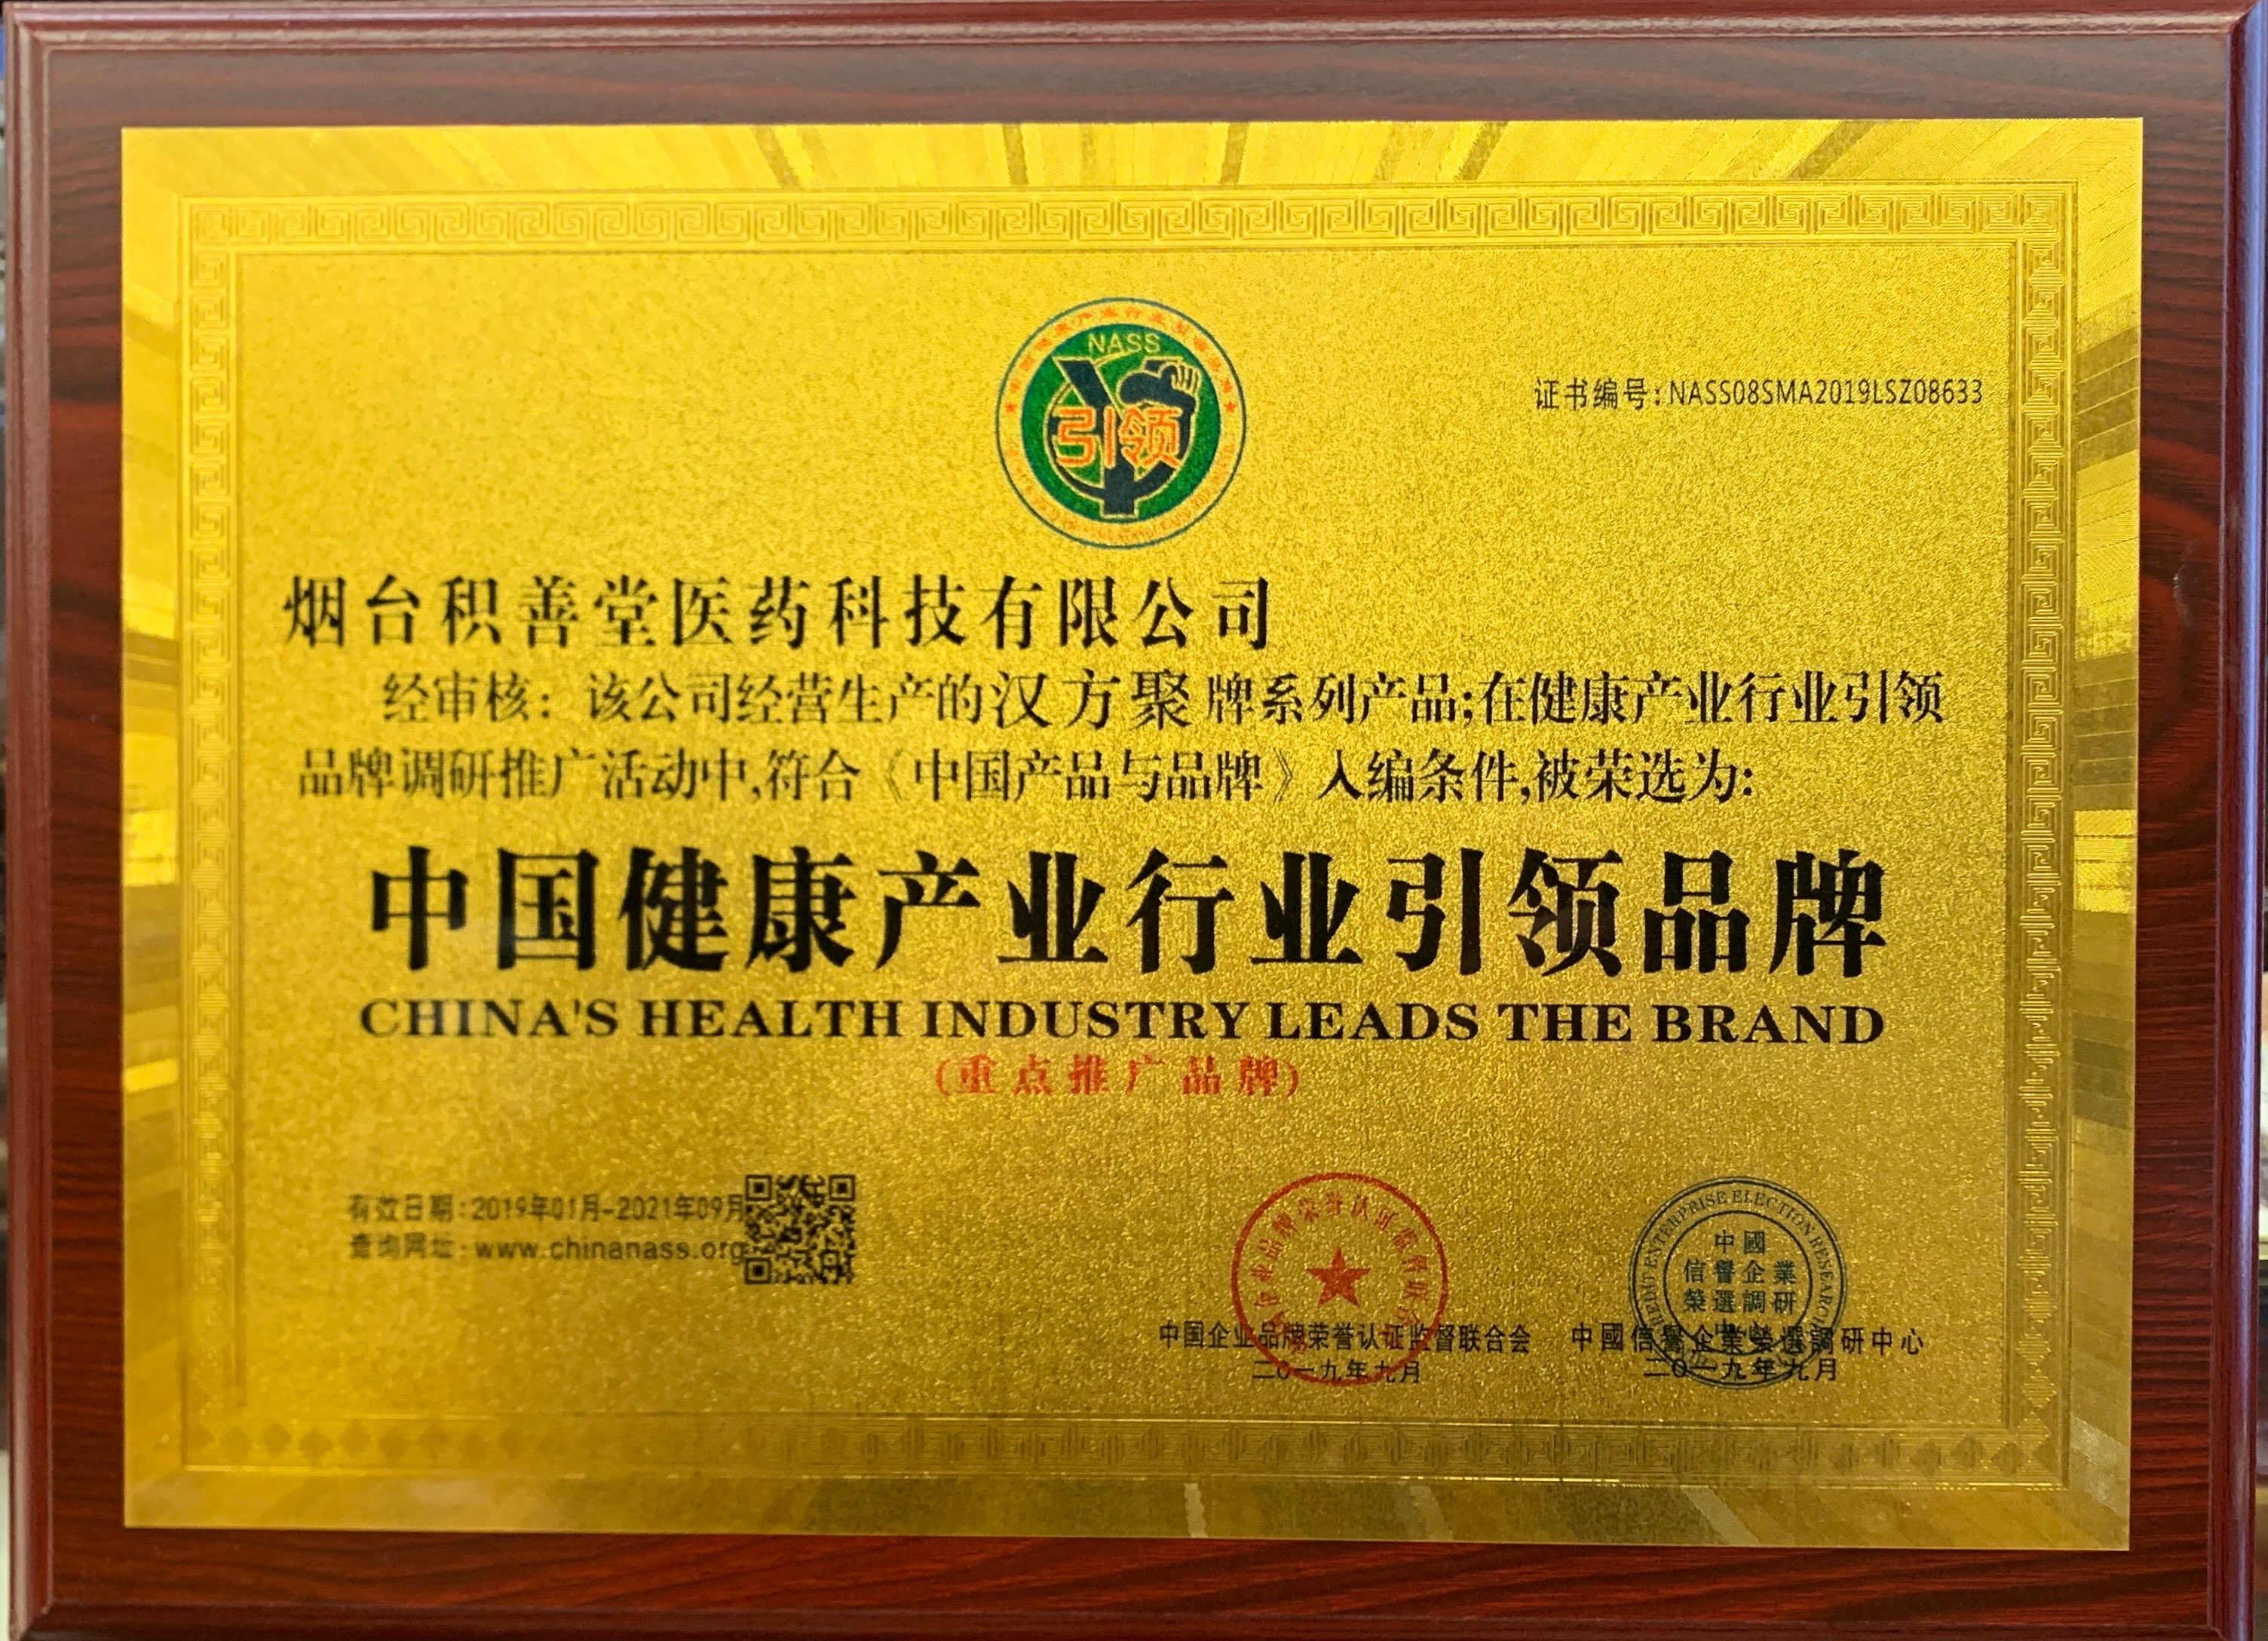 NASS
引领
证书编号:NASS08SMA2019LSZ08633
烟台积善堂医药科技有限公司
经审核：该公司经营生产的汉方聚牌系列产品;在健康产业行业引领
品牌调研推广活动中,符合《中国产品与品牌》入编条件,被荣选为:
中国健康产业行业引领品牌
CHINA'S HEALTH INDUSTRY LEADS THE BRAND
(重点推广品牌)
有效日期:2019年01月-2021年09月
查询网址:www.chinanass.org
中國
信譽企業
榮選調研
ENTERPRISE ELECTION RESEARCH
中国企业品牌荣誉认证监督联合会
二0一九年九月
中國信譽企業榮選調研中心
二0一九年九月